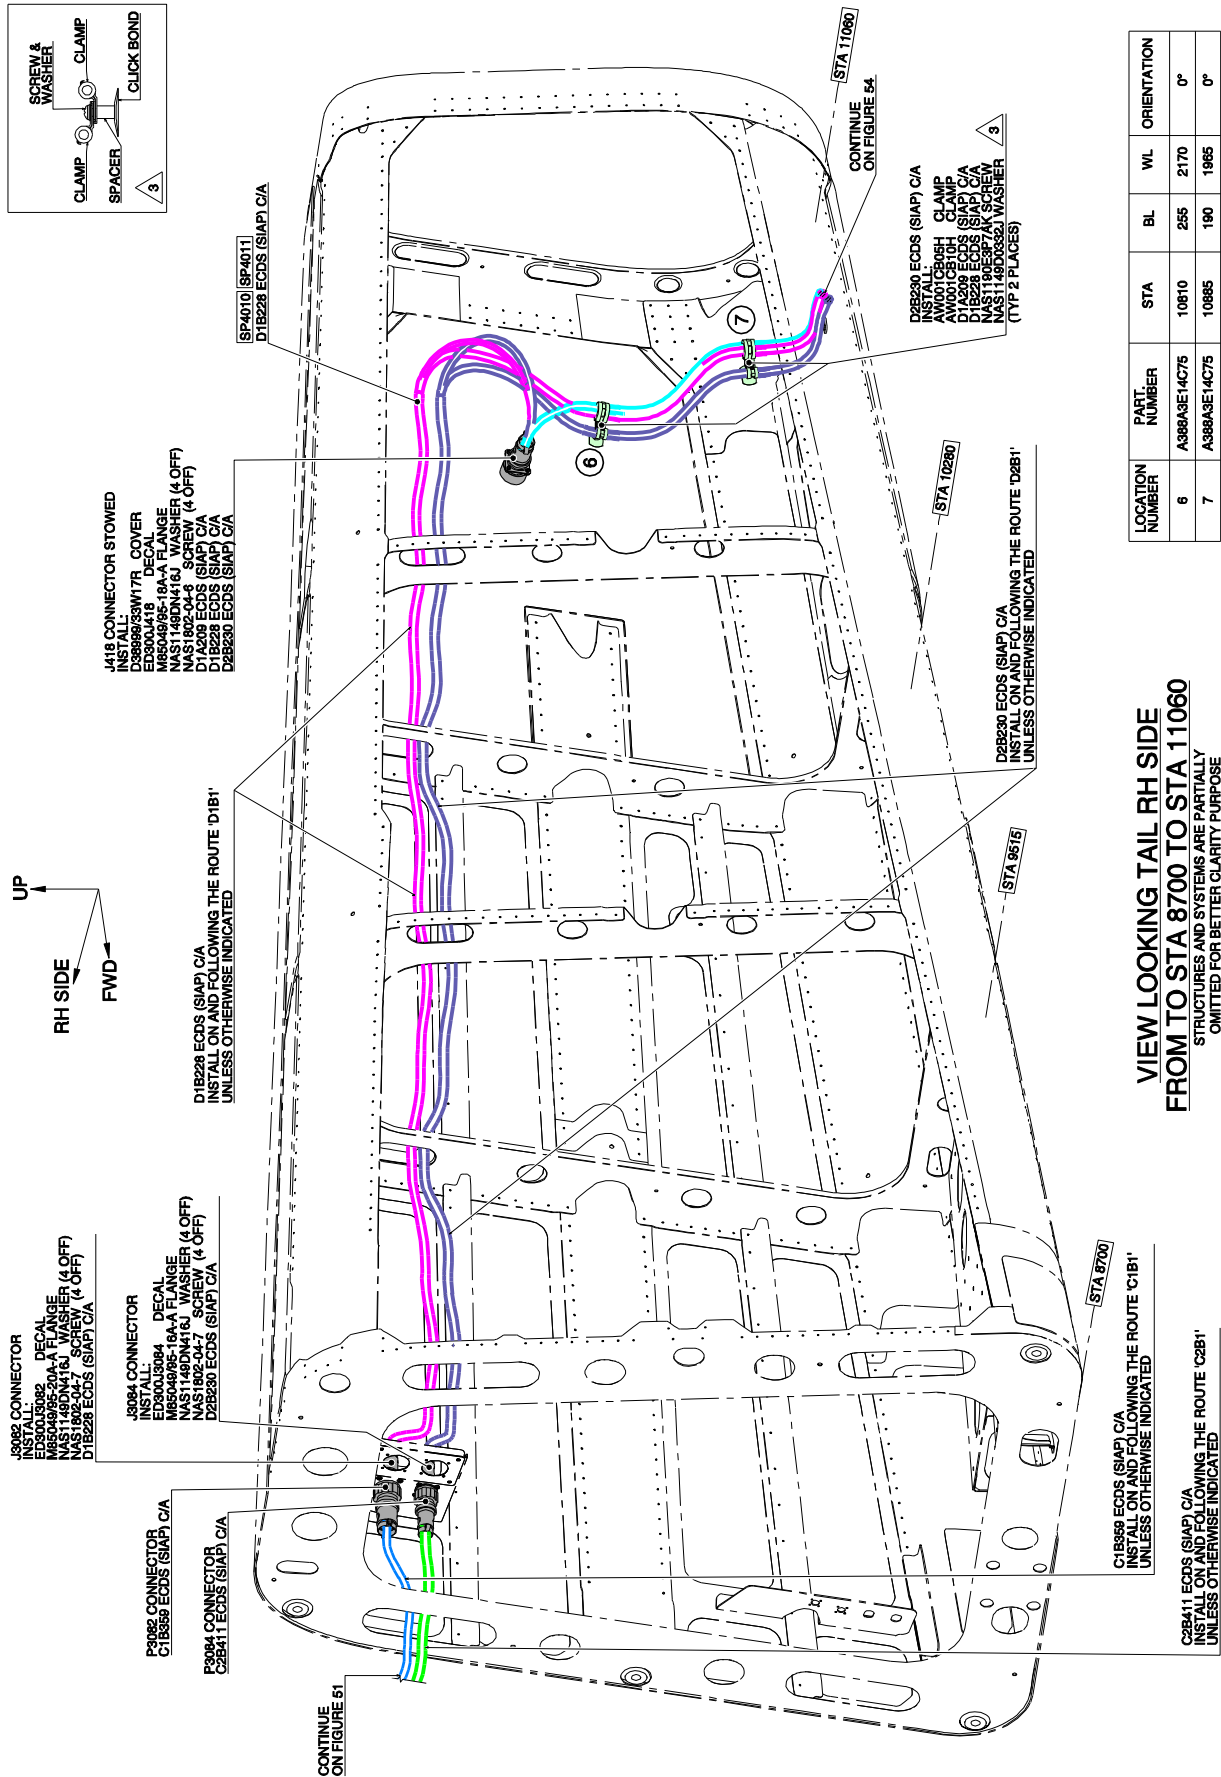 SCREW &
WASHER
CLAMP
CLAMP
SPACER
CLICK BOND
3
UP
RH SIDE
FWD
J3082 CONNECTOR
INSTALL:
ED300J3082 DECAL
M85049/95-20A-A FLANGE
NAS1149DN416J WASHER (4 OFF)
NAS1802-04-7 SCREW (4 OFF)
D1B228 ECDS (SIAP) C/A
J3084 CONNECTOR
INSTALL:
ED300J3084 DECAL
M85049/95-16A-A FLANGE
NAS1149DN416J WASHER (4 OFF)
NAS1802-04-7 SCREW (4 OFF)
D2B230 ECDS (SIAP) C/A
P3082 CONNECTOR
C1B359 ECDS (SIAP) C/A
P3084 CONNECTOR
C2B411 ECDS (SIAP) C/A
CONTINUE
ON FIGURE 51
D1B228 ECDS (SIAP) C/A
INSTALL ON AND FOLLOWING THE ROUTE 'D1B1'
UNLESS OTHERWISE INDICATED
J418 CONNECTOR STOWED
INSTALL:
D38999/33W17R COVER
ED300J418 DECAL
M85049/95-18A-A FLANGE
NAS1149DN416J WASHER (4 OFF)
NAS1802-04-6 SCREW (4 OFF)
D1A209 ECDS (SIAP) C/A
D1B228 ECDS (SIAP) C/A
D2B230 ECDS (SIAP) C/A
SP4010 SP4011
D1B228 ECDS (SIAP) C/A
6
7
STA 11060
CONTINUE
ON FIGURE 54
D2B230 ECDS (SIAP) C/A
INSTALL:
AW001CB05H CLAMP
AW001CB10H CLAMP
D1A209 ECDS (SIAP) C/A
D1B228 ECDS (SIAP) C/A
NAS1190E3P7AK SCREW
NAS1149D0332J WASHER
(TYP 2 PLACES)
3
STA 10280
D2B230 ECDS (SIAP) C/A
INSTALL ON AND FOLLOWING THE ROUTE 'D2B1'
UNLESS OTHERWISE INDICATED
STA 9515
STA 8700
C1B359 ECDS (SIAP) C/A
INSTALL ON AND FOLLOWING THE ROUTE 'C1B1'
UNLESS OTHERWISE INDICATED
C2B411 ECDS (SIAP) C/A
INSTALL ON AND FOLLOWING THE ROUTE 'C2B1'
UNLESS OTHERWISE INDICATED
VIEW LOOKING TAIL RH SIDE
FROM TO STA 8700 TO STA 11060
STRUCTURES AND SYSTEMS ARE PARTIALLY
OMITTED FOR BETTER CLARITY PURPOSE
LOCATION NUMBER PART NUMBER STA BL WL ORIENTATION
6 A388A3E14C75 10810 255 2170 0°
7 A388A3E14C75 10885 190 1965 0°